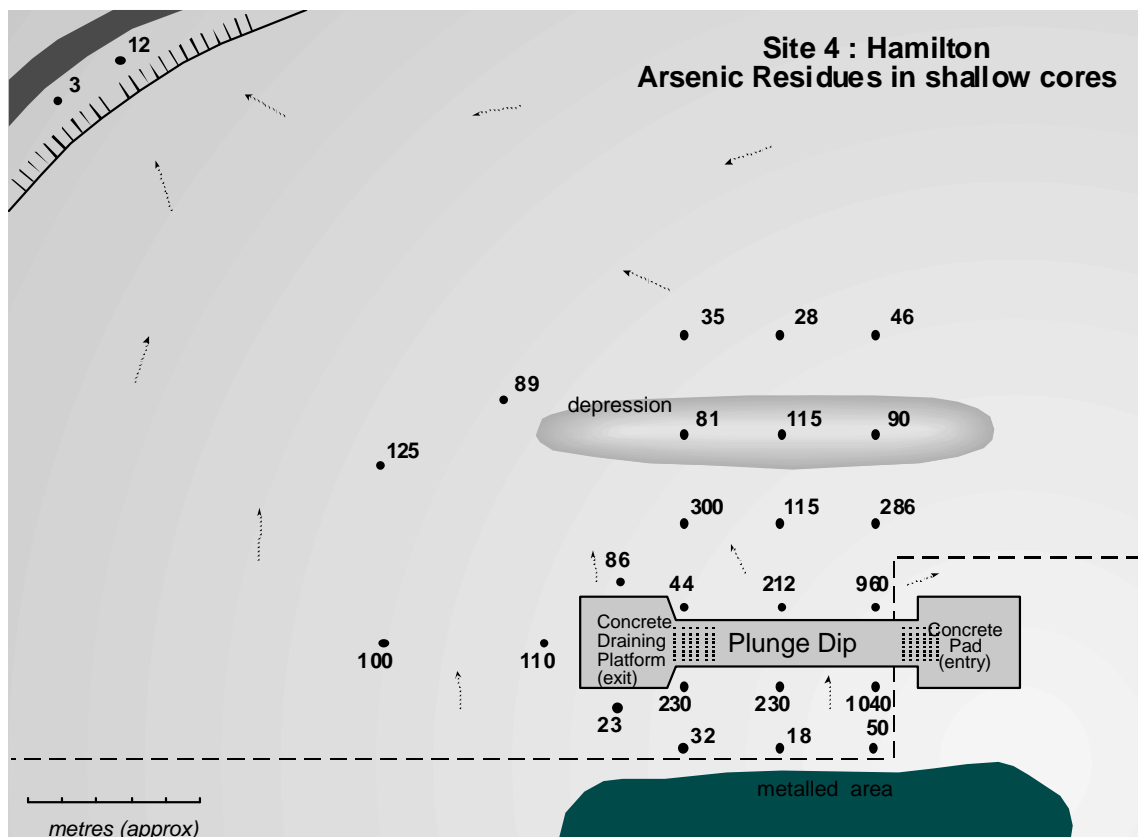 Site 4 : Hamilton
Arsenic Residues in shallow cores
12
3
35 28 46
89
depression
81 115 90
125
300 115 286
86
44 212 960
Concrete
Draining
Platform
(exit)
Plunge Dip
Concrete
Pad
(entry)
100
110
230 230 1040
23
32 18 50
metalled area
metres (approx)